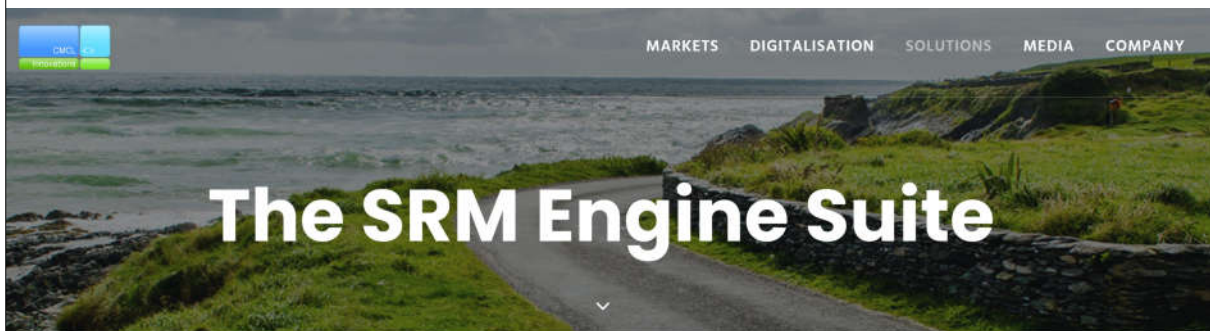 CMCL
Innovations
MARKETS DIGITALISATION SOLUTIONS MEDIA COMPANY
The SRM Engine Suite